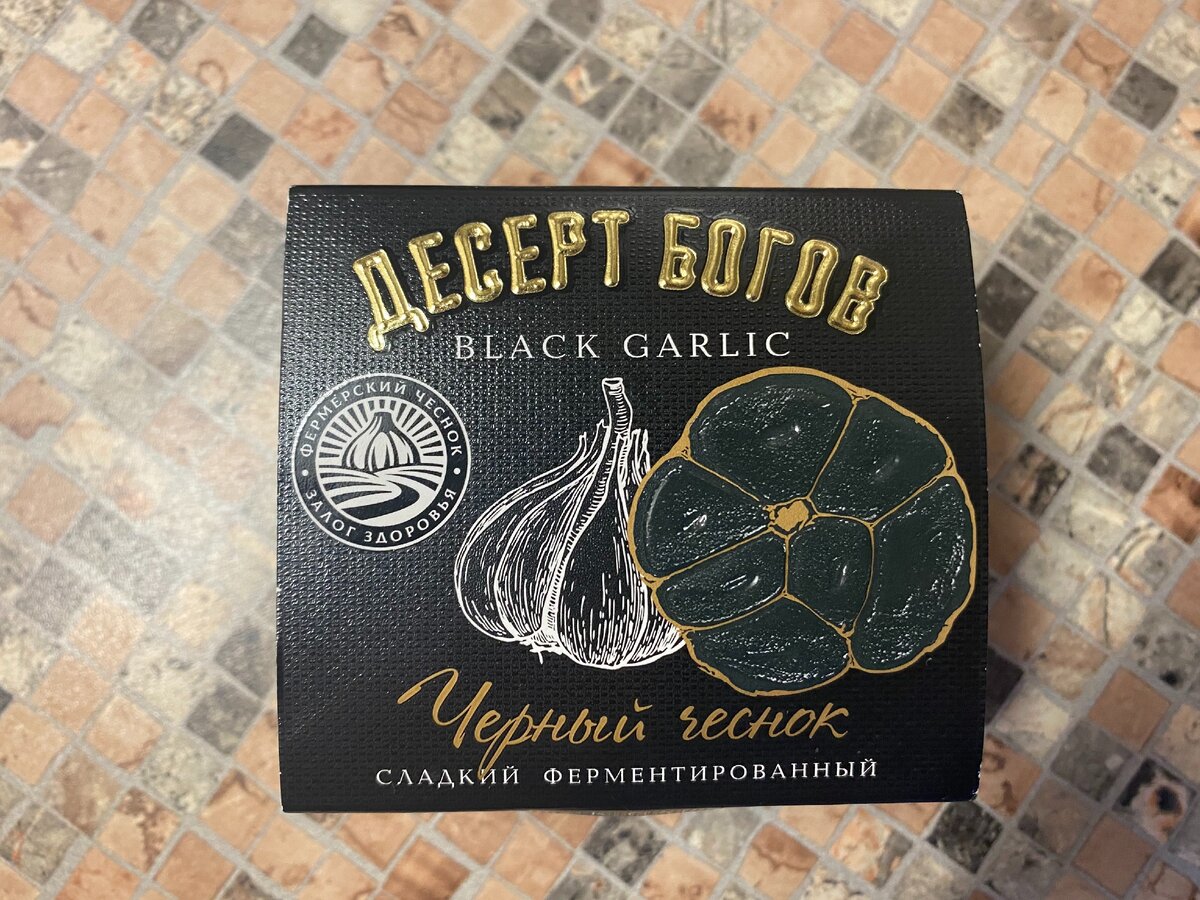 ДЕСЕРТ БОГОВ
BLACK GARLIC
ФЕРМЕРСКИЙ ЧЕСНОК
ЗАЛОГ ЗДОРОВЬЯ
Черный чеснок
СЛАДКИЙ ФЕРМЕНТИРОВАННЫЙ